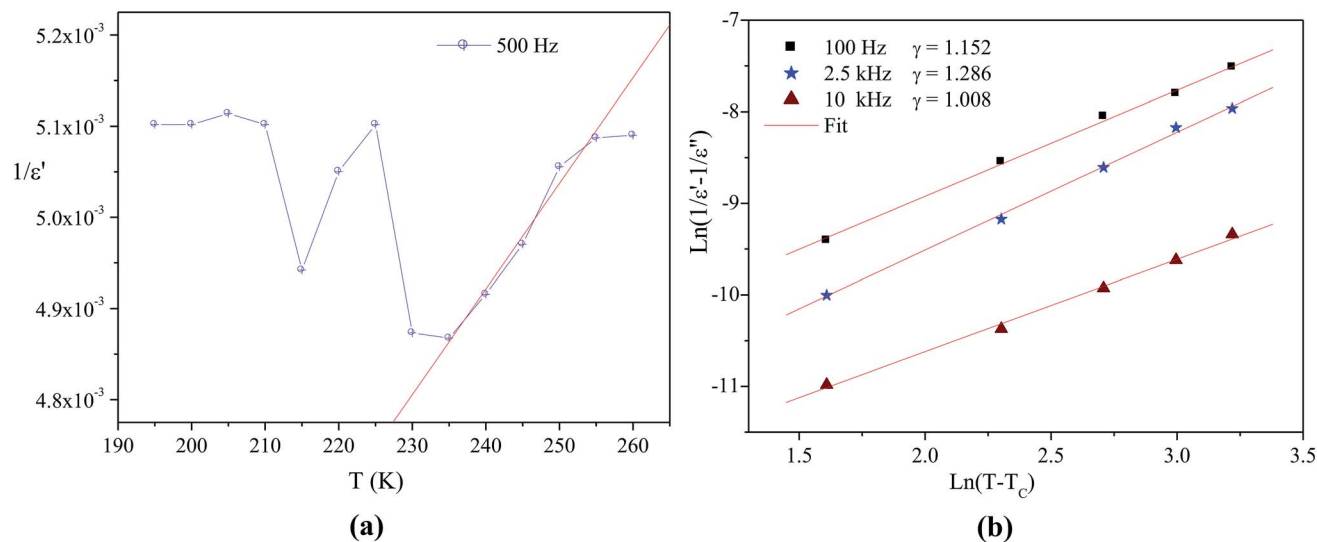 500 Hz
5.2x10⁻³
5.1x10⁻³
1/ε'
5.0x10⁻³
4.9x10⁻³
4.8x10⁻³
190 200 210 220 230 240 250 260
T (K)
(a)
100 Hz γ = 1.152
2.5 kHz γ = 1.286
10 kHz γ = 1.008
Fit
-7
-8
-9
-10
-11
Ln(1/ε'-1/ε")
1.5 2.0 2.5 3.0 3.5
Ln(T-T_C)
(b)